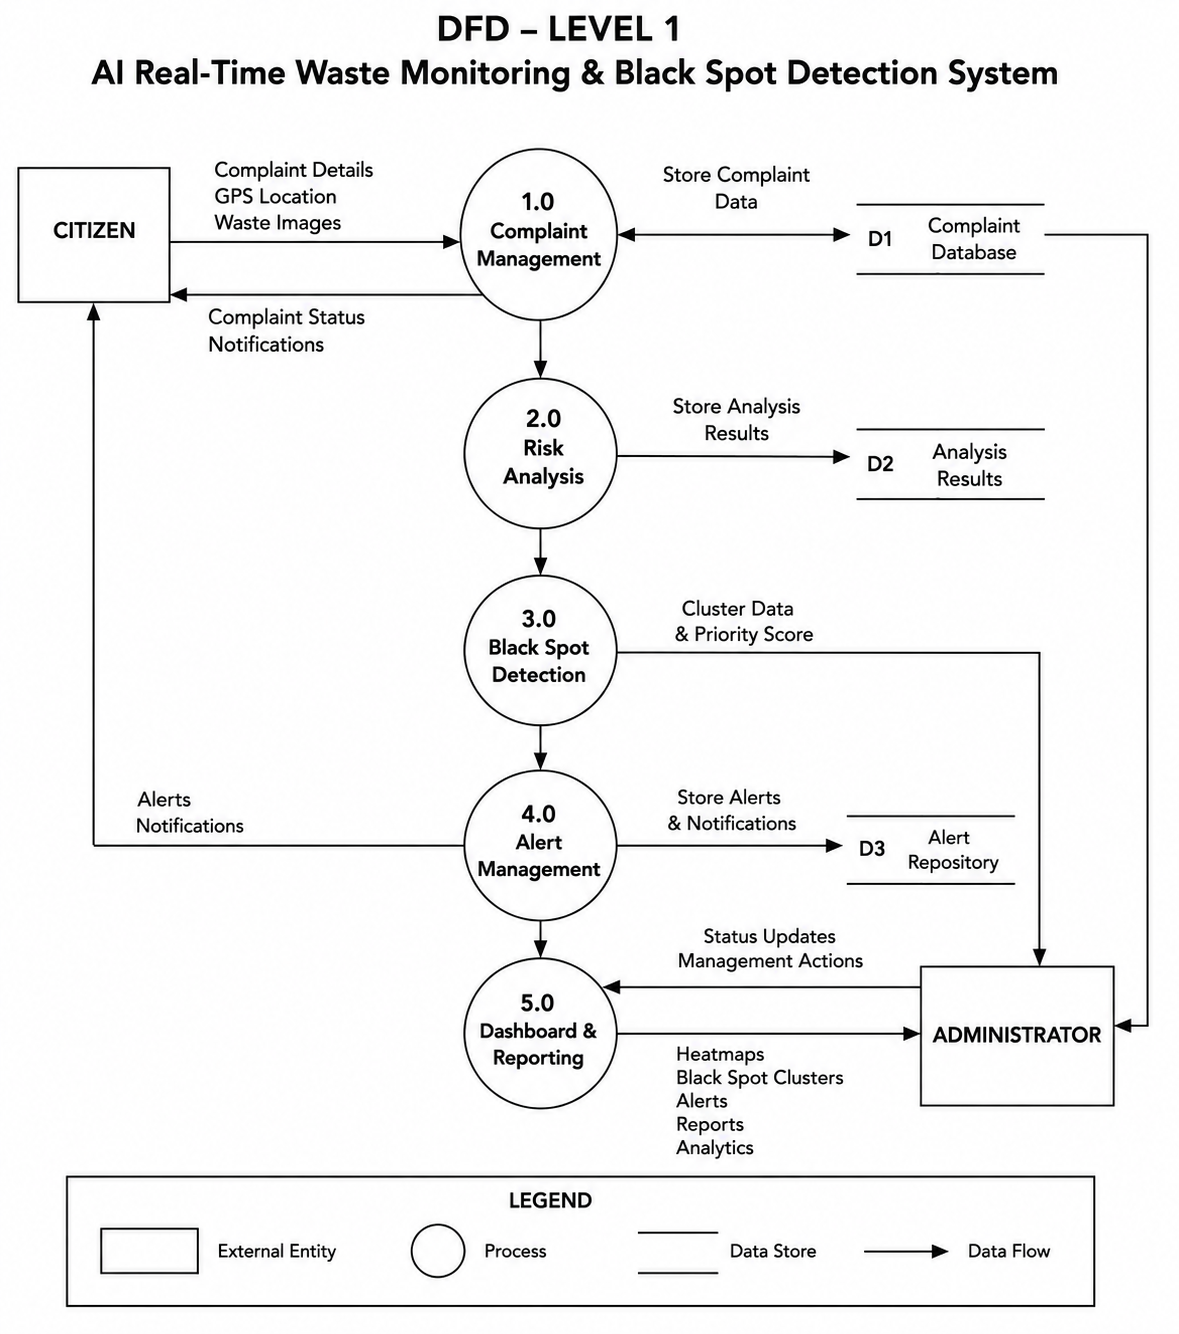 DFD – LEVEL 1
AI Real-Time Waste Monitoring & Black Spot Detection System
CITIZEN
Complaint Details
GPS Location
Waste Images
1.0
Complaint
Management
Store Complaint
Data
D1
Complaint
Database
Complaint Status
Notifications
2.0
Risk
Analysis
Store Analysis
Results
D2
Analysis
Results
3.0
Black Spot
Detection
Cluster Data
& Priority Score
Alerts
Notifications
4.0
Alert
Management
Store Alerts
& Notifications
D3
Alert
Repository
Status Updates
Management Actions
5.0
Dashboard &
Reporting
ADMINISTRATOR
Heatmaps
Black Spot Clusters
Alerts
Reports
Analytics
LEGEND
External Entity
Process
Data Store
Data Flow